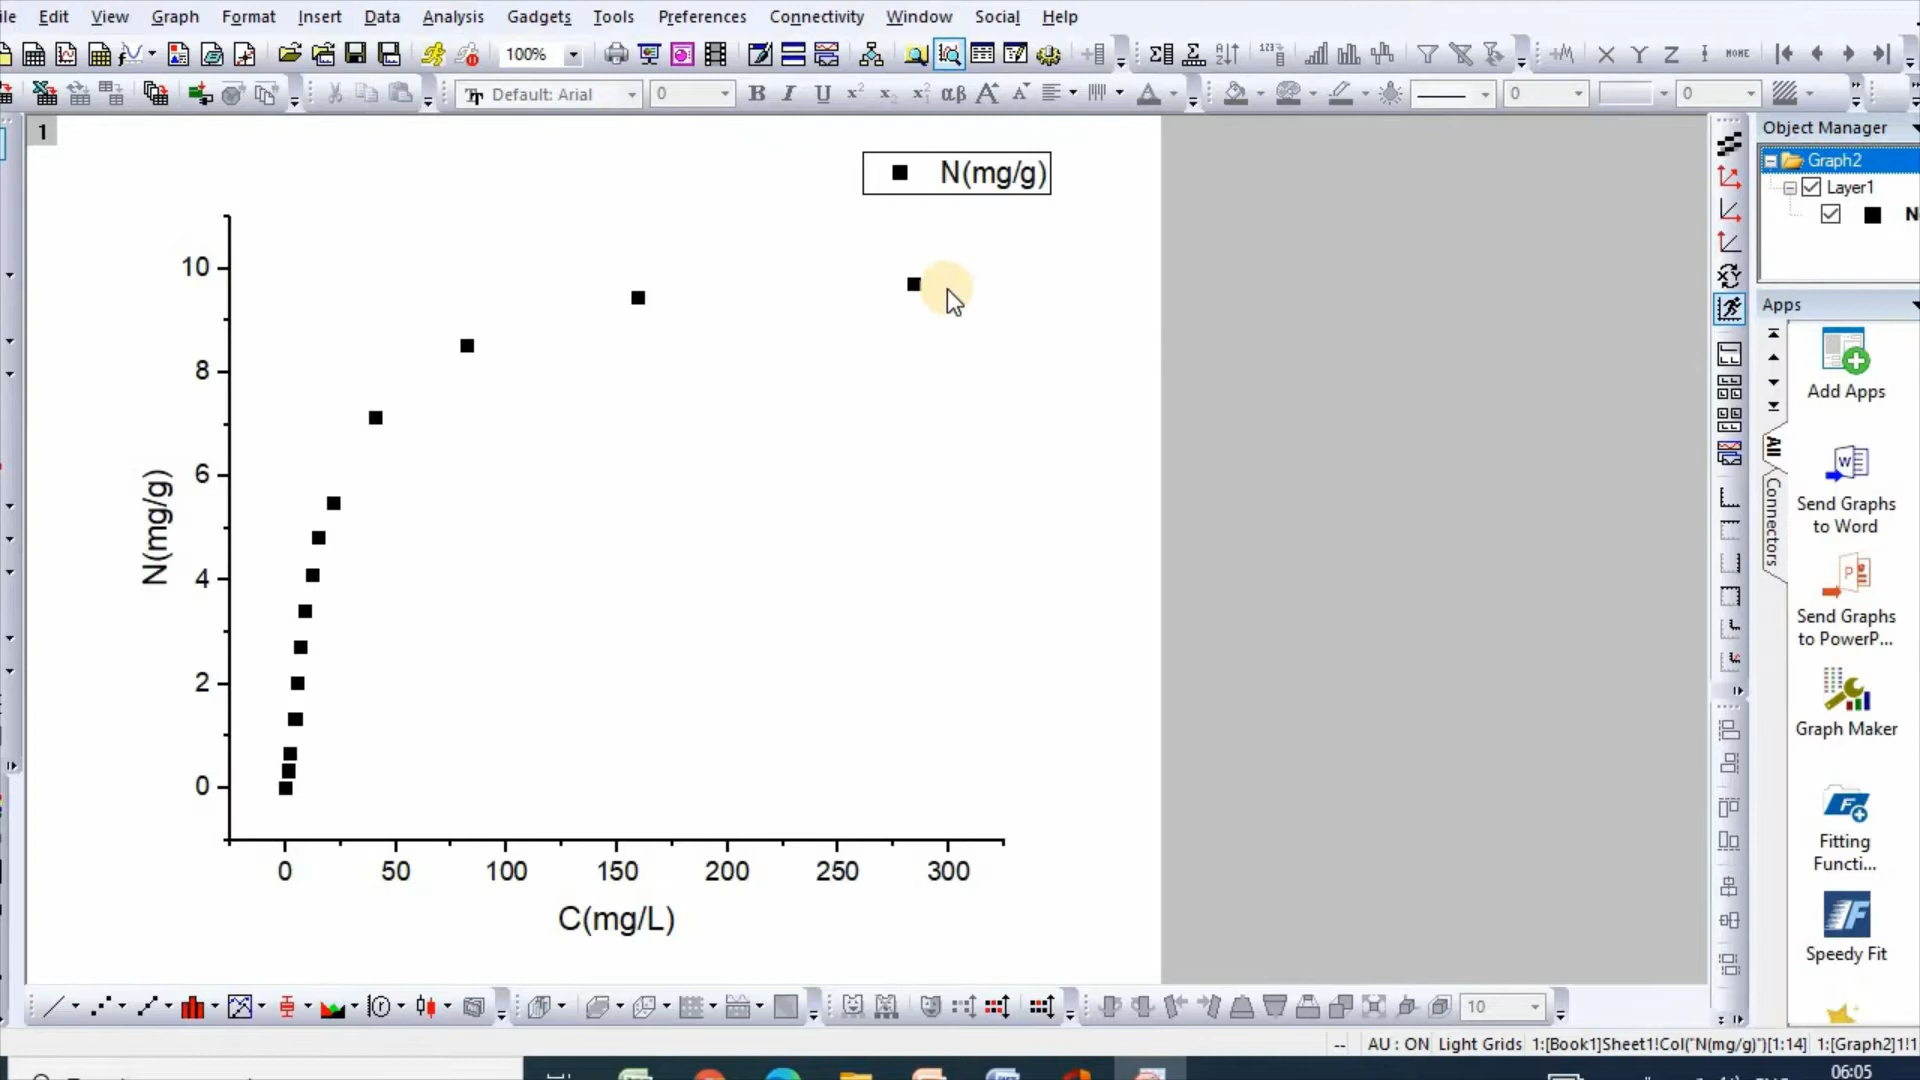 ile Edit View Graph Format Insert Data Analysis Gadgets Tools Preferences Connectivity Window Social Help
100%
X Y Z HOME
Default: Arial 0 B I U αβ A A A 0 0
1
N(mg/g)
10
8
6
4
2
0
N(mg/g)
0 50 100 150 200 250 300
C(mg/L)
Object Manager
Graph2
Layer1
N
Apps
Add Apps
All
Connectors
Send Graphs
to Word
Send Graphs
to PowerP...
Graph Maker
Fitting
Functi...
Speedy Fit
10
-- AU : ON Light Grids 1:[Book1]Sheet1!Col("N(mg/g)")[1:14] 1:[Graph2]1!1
06:05